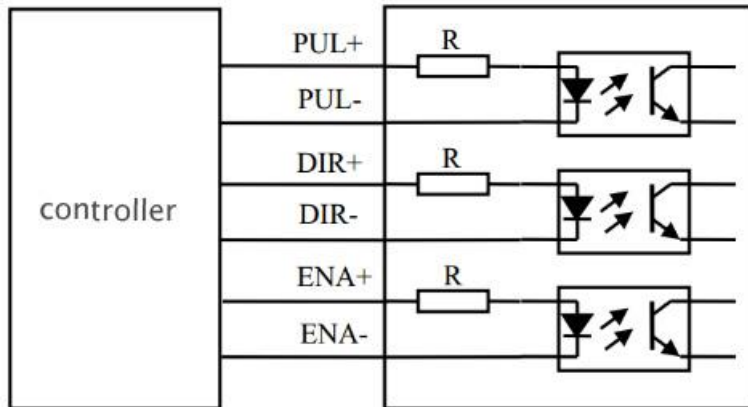 PUL+
R
PUL-
DIR+
R
controller
DIR-
ENA+
R
ENA-